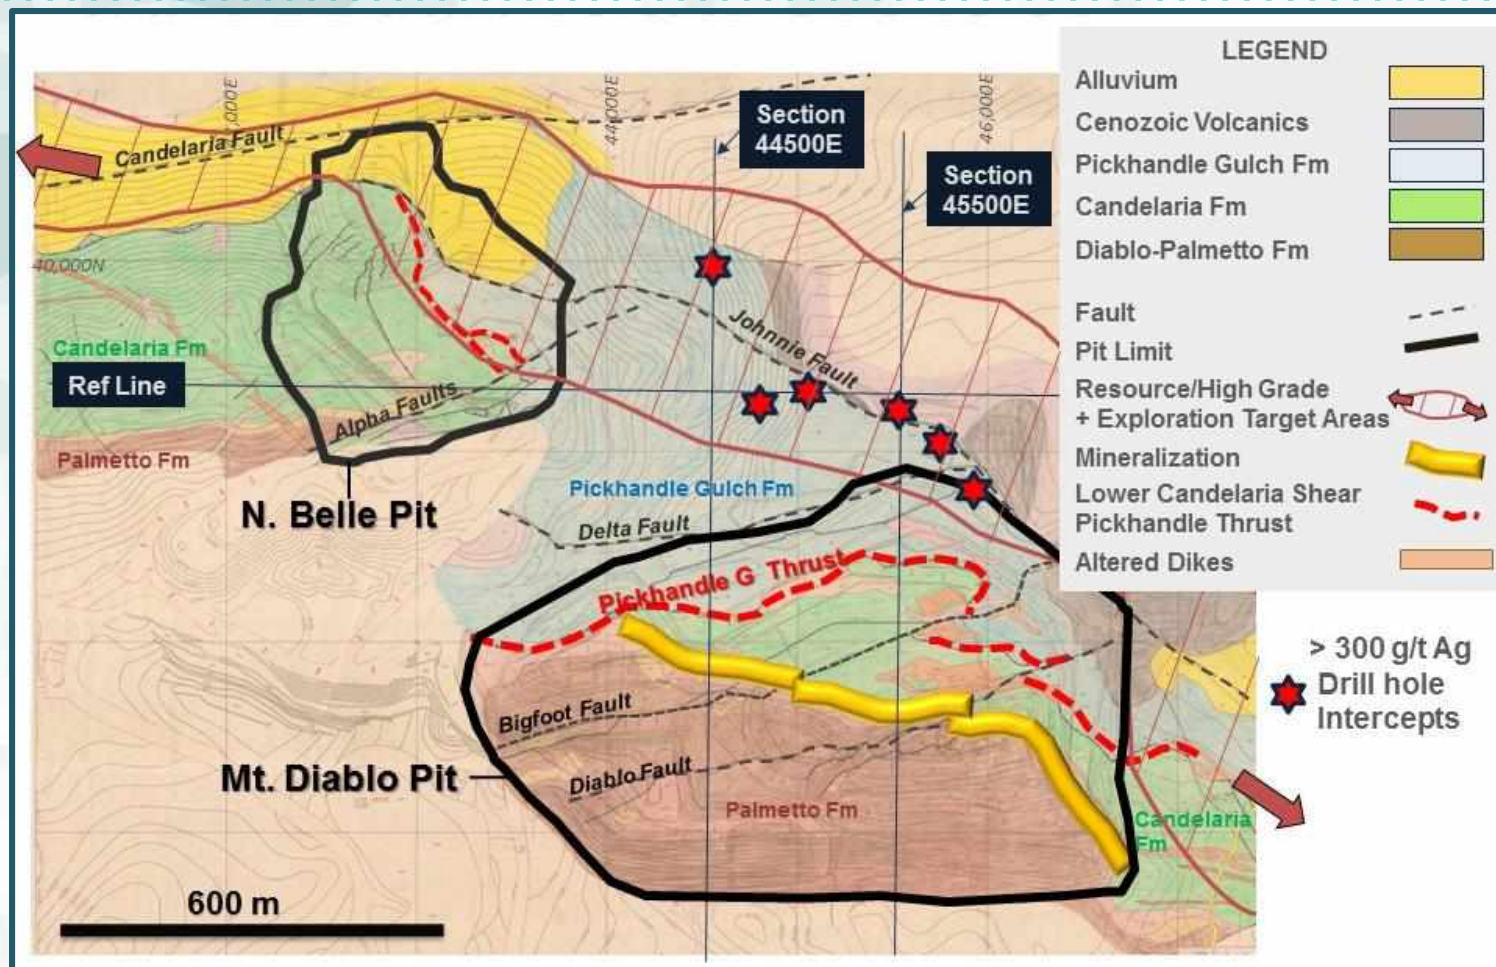 LEGEND
Alluvium
Cenozoic Volcanics
Pickhandle Gulch Fm
Candelaria Fm
Diablo-Palmetto Fm
Fault
Pit Limit
Resource/High Grade
+ Exploration Target Areas
Mineralization
Lower Candelaria Shear
Pickhandle Thrust
Altered Dikes
> 300 g/t Ag
Drill hole
Intercepts
,000E
44,000E
46,000E
Section
44500E
Section
45500E
Candelaria Fault
40,000N
Candelaria Fm
Ref Line
Johnnie Fault
Alpha Faults
Palmetto Fm
N. Belle Pit
Pickhandle Gulch Fm
Delta Fault
Pickhandle G Thrust
Bigfoot Fault
Mt. Diablo Pit
Diablo Fault
Palmetto Fm
Candelaria
Fm
600 m